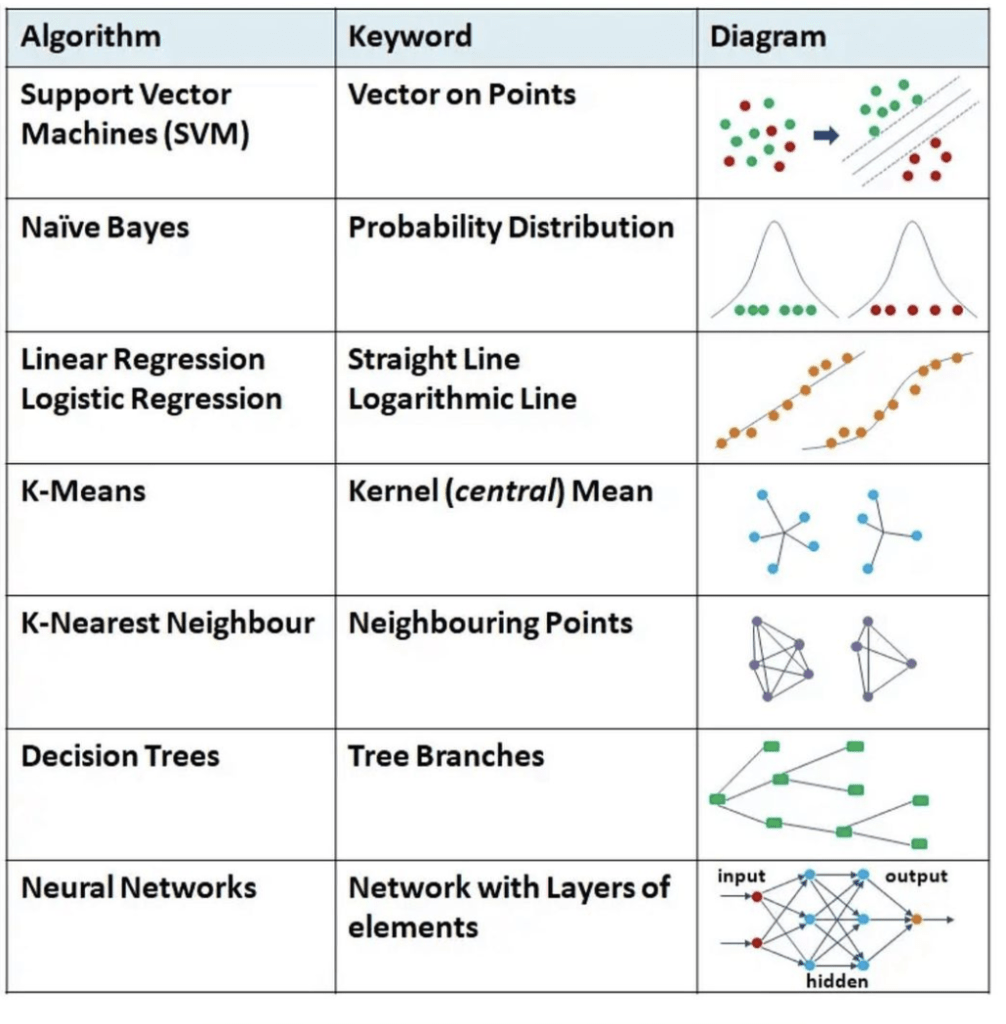 Algorithm
Keyword
Diagram
Support Vector
Machines (SVM)
Vector on Points
Naïve Bayes
Probability Distribution
Linear Regression
Logistic Regression
Straight Line
Logarithmic Line
K-Means
Kernel (central) Mean
K-Nearest Neighbour
Neighbouring Points
Decision Trees
Tree Branches
Neural Networks
Network with Layers of
elements
input
output
hidden